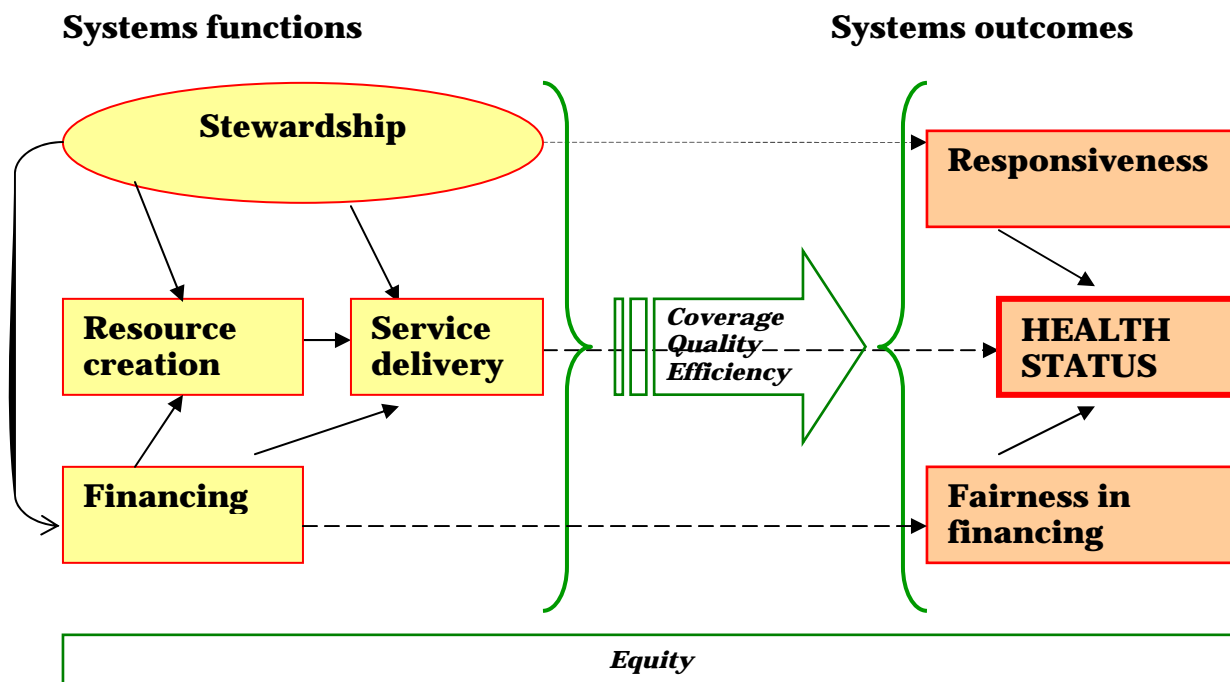 Systems functions
Systems outcomes
Stewardship
Responsiveness
Resource
creation
Service
delivery
Coverage
Quality
Efficiency
HEALTH
STATUS
Financing
Fairness in
financing
Equity